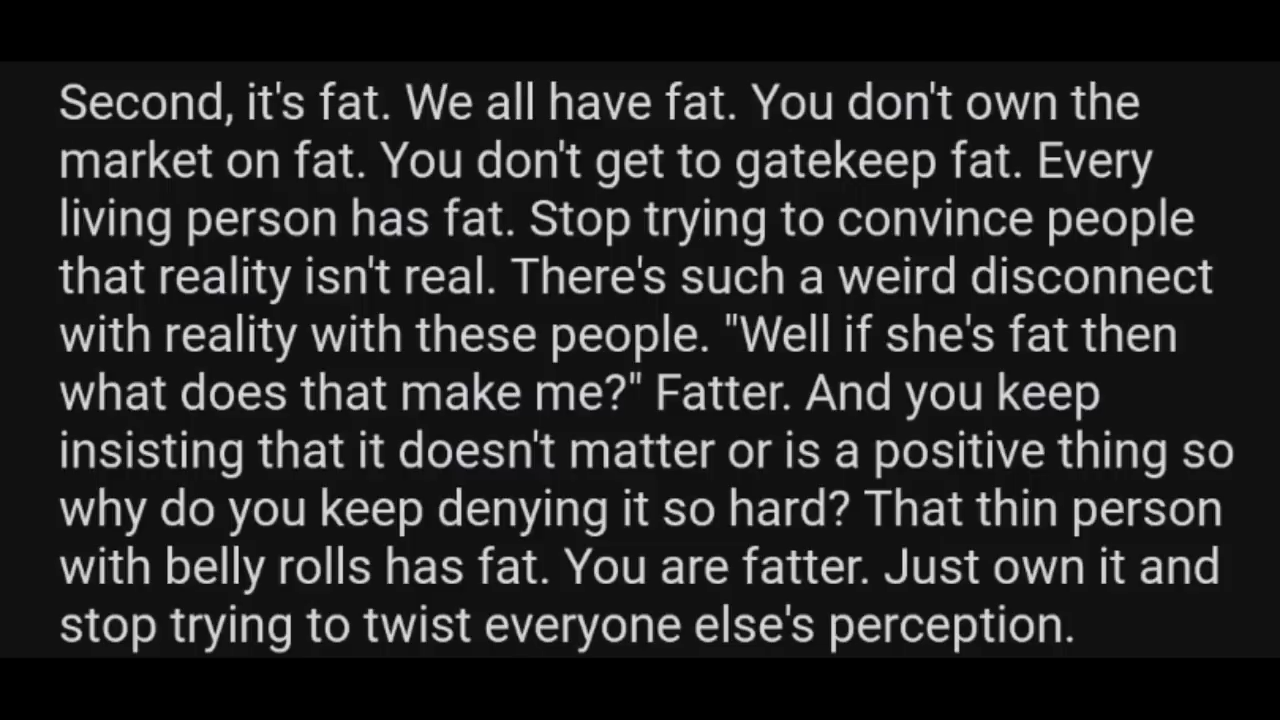 Second, it's fat. We all have fat. You don't own the
market on fat. You don't get to gatekeep fat. Every
living person has fat. Stop trying to convince people
that reality isn't real. There's such a weird disconnect
with reality with these people. "Well if she's fat then
what does that make me?" Fatter. And you keep
insisting that it doesn't matter or is a positive thing so
why do you keep denying it so hard? That thin person
with belly rolls has fat. You are fatter. Just own it and
stop trying to twist everyone else's perception.